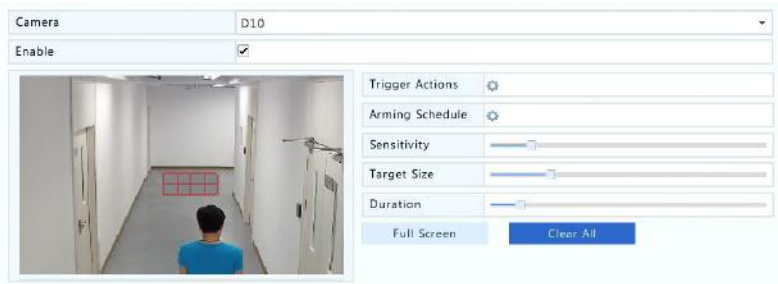 Camera
D10
Enable
Trigger Actions
Arming Schedule
Sensitivity
Target Size
Duration
Full Screen
Clear All